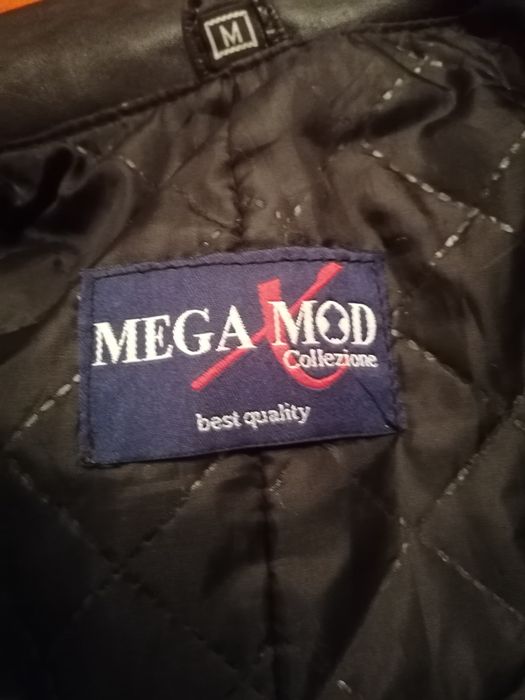 M
MEGA MOD
Collezione
best quality